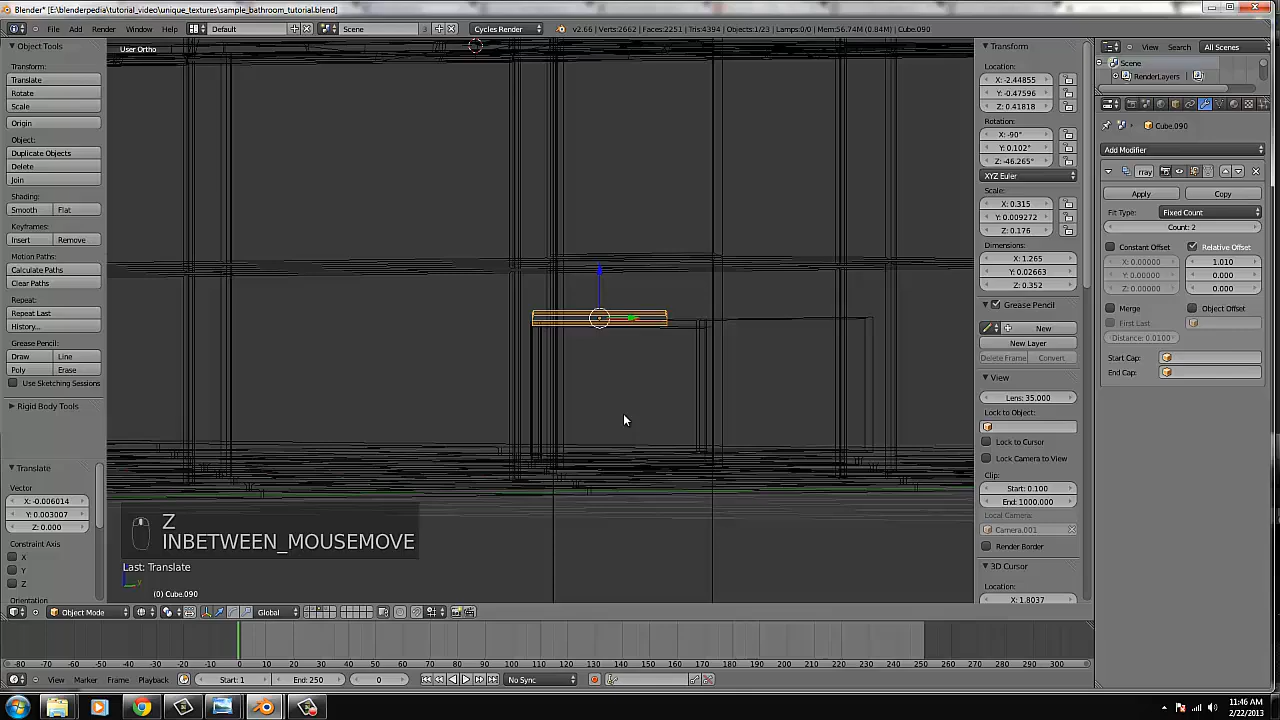 Blender* [E:\blenderpedia\tutorial_video\unique_textures\sample_bathroom_tutorial.blend]
File Add Render Window Help Default Scene 3 Cycles Render v2.66 | Verts:2662 | Faces:2251 | Tris:4394 | Objects:1/23 | Lamps:0/0 | Mem:56.74M (0.84M) | Cube.090
View Search All Scenes
Object Tools
User Ortho
Transform
Transform:
Translate
Rotate
Scale
Origin
Object:
Duplicate Objects
Delete
Join
Shading:
Smooth Flat
Keyframes:
Insert Remove
Motion Paths:
Calculate Paths
Clear Paths
Repeat:
Repeat Last
History...
Grease Pencil:
Draw Line
Poly Erase
Use Sketching Sessions
Rigid Body Tools
Translate
Vector
X: -0.006014
Y: 0.003007
Z: 0.000
Constraint Axis
X
Y
Z
Orientation
Z
INBETWEEN_MOUSEMOVE
Last: Translate
(0) Cube.090
Location:
X: -2.44855
Y: -0.47596
Z: 0.41818
Rotation:
X:-90°
Y: 0.102°
Z: -46.265°
XYZ Euler
Scale:
X: 0.315
Y: 0.009272
Z: 0.176
Dimensions:
X: 1.265
Y: 0.02663
Z: 0.352
Grease Pencil
New
New Layer
Delete Frame Convert
View
Lens: 35.000
Lock to Object:
Lock to Cursor
Lock Camera to View
Clip:
Start: 0.100
End: 1000.000
Local Camera:
Camera.001
Render Border
3D Cursor
Location:
X: 1.8037
Scene
RenderLayers
Cube.090
Add Modifier
rray
Apply Copy
Fit Type: Fixed Count
Count: 2
Constant Offset Relative Offset
X: 0.00000 1.010
Y: 0.00000 0.000
Z: 0.00000 0.000
Merge Object Offset
First Last
Distance: 0.0100
Start Cap:
End Cap:
Object Mode Global
-80 -70 -60 -50 -40 -30 -20 -10 0 10 20 30 40 50 60 70 80 90 100 110 120 130 140 150 160 170 180 190 200 210 220 230 240 250 260 270 280 290 300
View Marker Frame Playback Start: 1 End: 250 0 No Sync
11:46 AM
2/22/2013